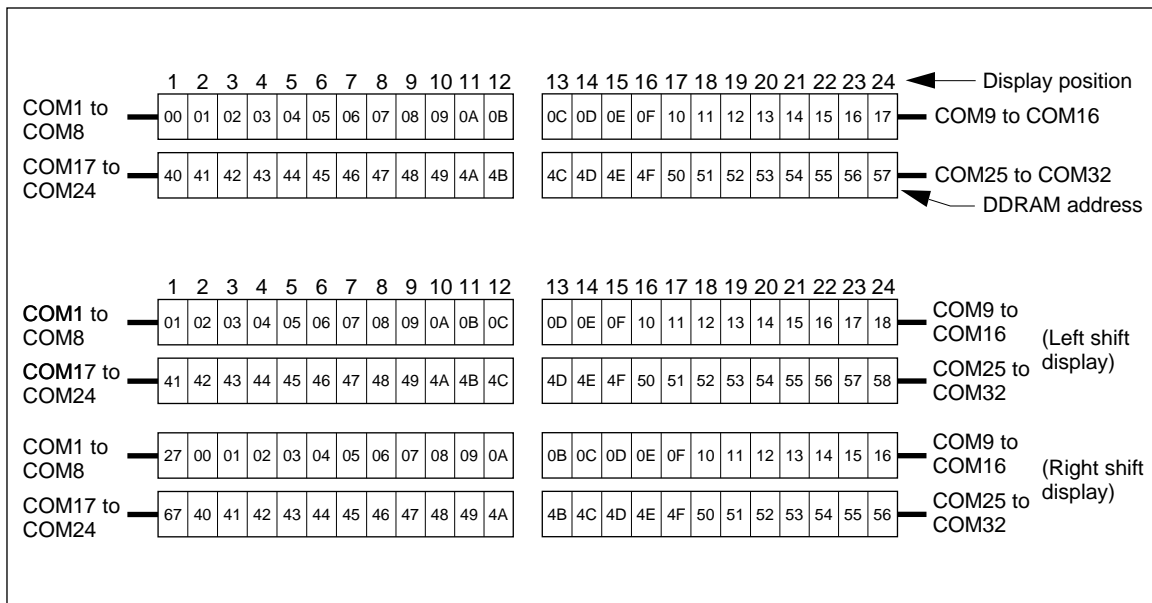 1 2 3 4 5 6 7 8 9 10 11 12 13 14 15 16 17 18 19 20 21 22 23 24 Display position
COM1 to
COM8
00 01 02 03 04 05 06 07 08 09 0A 0B 0C 0D 0E 0F 10 11 12 13 14 15 16 17 COM9 to COM16
COM17 to
COM24
40 41 42 43 44 45 46 47 48 49 4A 4B 4C 4D 4E 4F 50 51 52 53 54 55 56 57 COM25 to COM32
DDRAM address
1 2 3 4 5 6 7 8 9 10 11 12 13 14 15 16 17 18 19 20 21 22 23 24
COM1 to
COM8
01 02 03 04 05 06 07 08 09 0A 0B 0C 0D 0E 0F 10 11 12 13 14 15 16 17 18
COM9 to
COM16
COM17 to
COM24
41 42 43 44 45 46 47 48 49 4A 4B 4C 4D 4E 4F 50 51 52 53 54 55 56 57 58
COM25 to
COM32
(Left shift
display)
COM1 to
COM8
27 00 01 02 03 04 05 06 07 08 09 0A 0B 0C 0D 0E 0F 10 11 12 13 14 15 16
COM9 to
COM16
COM17 to
COM24
67 40 41 42 43 44 45 46 47 48 49 4A 4B 4C 4D 4E 4F 50 51 52 53 54 55 56
COM25 to
COM32
(Right shift
display)